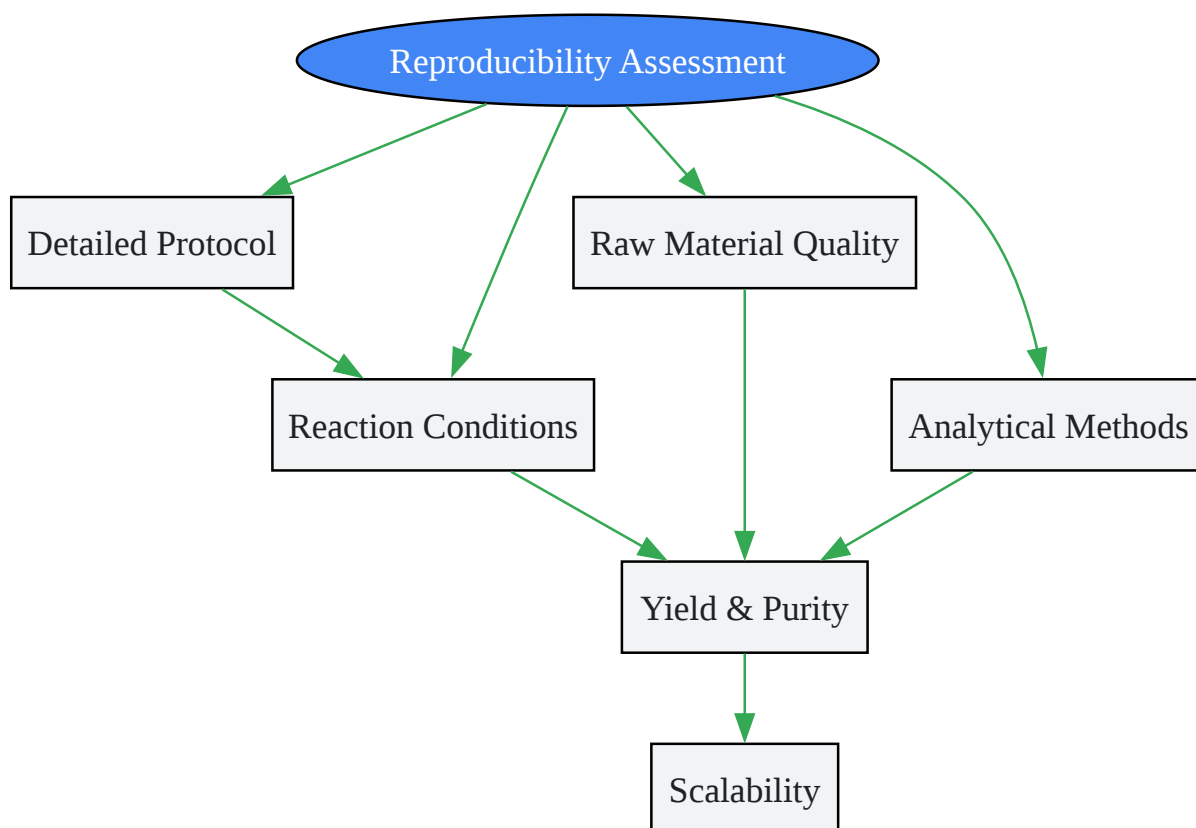 Reproducibility Assessment
Detailed Protocol
Raw Material Quality
Reaction Conditions
Analytical Methods
Yield & Purity
Scalability